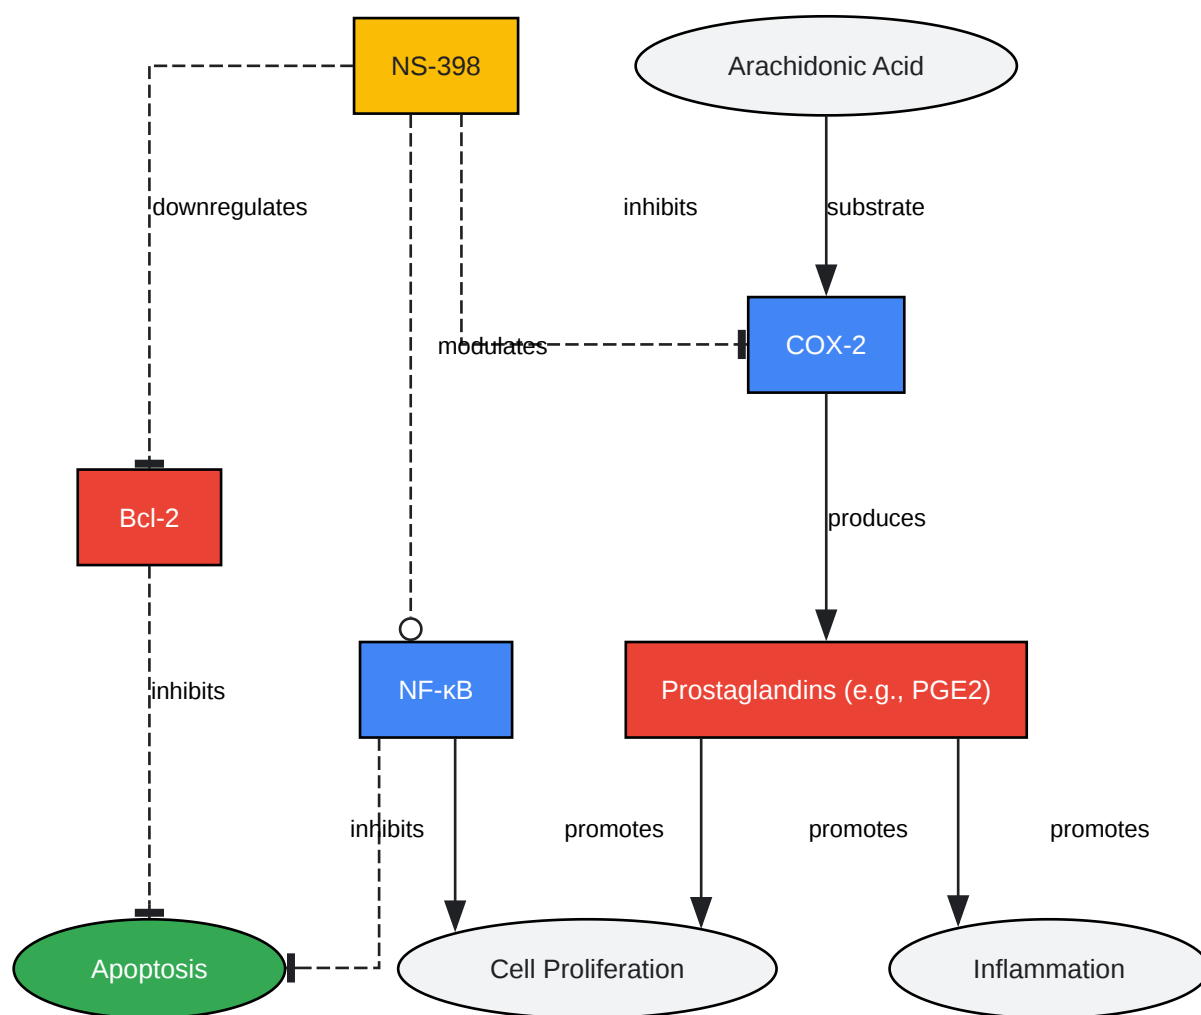 NS-398
Arachidonic Acid
downregulates
inhibits
substrate
modulates
COX-2
Bcl-2
produces
inhibits
NF-κB
Prostaglandins (e.g., PGE2)
inhibits
promotes
promotes
promotes
Apoptosis
Cell Proliferation
Inflammation